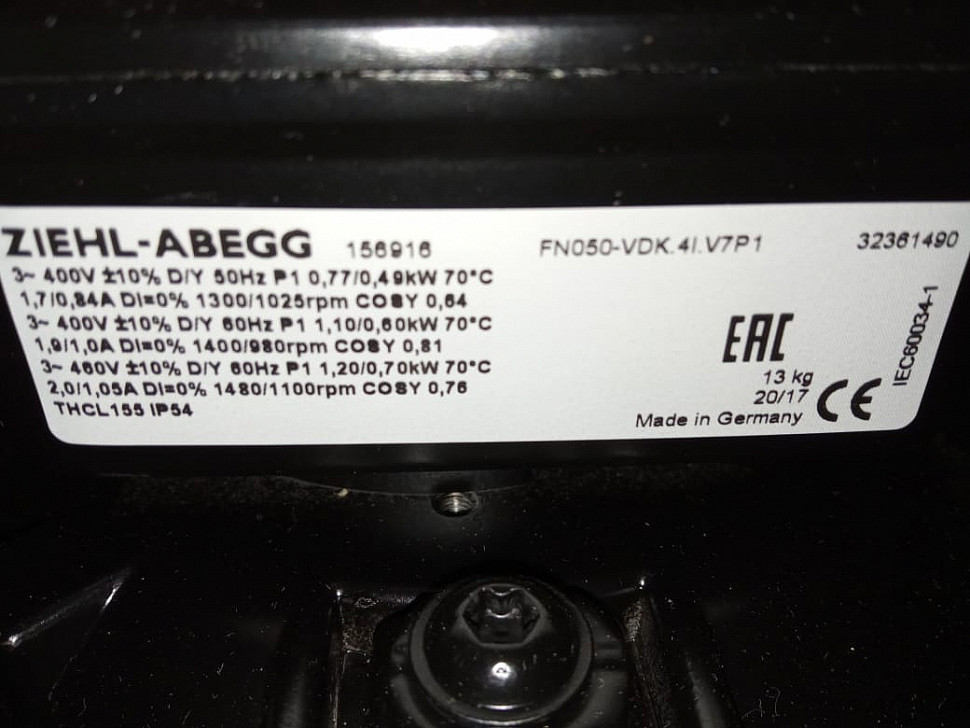 ZIEHL-ABEGG 156916 FN050-VDK.4I.V7P1 32361490
3~ 400V ±10% D/Y 50Hz P1 0,77/0,49kW 70°C
1,7/0,84A DI=0% 1300/1025rpm COSY 0,64
3~ 400V ±10% D/Y 60Hz P1 1,10/0,60kW 70°C
1,9/1,0A DI=0% 1400/980rpm COSY 0,81
3~ 460V ±10% D/Y 60Hz P1 1,20/0,70kW 70°C
2,0/1,05A DI=0% 1480/1100rpm COSY 0,76
THCL155 IP54
EAC
13 kg
20/17
Made in Germany
CE
IEC60034-1